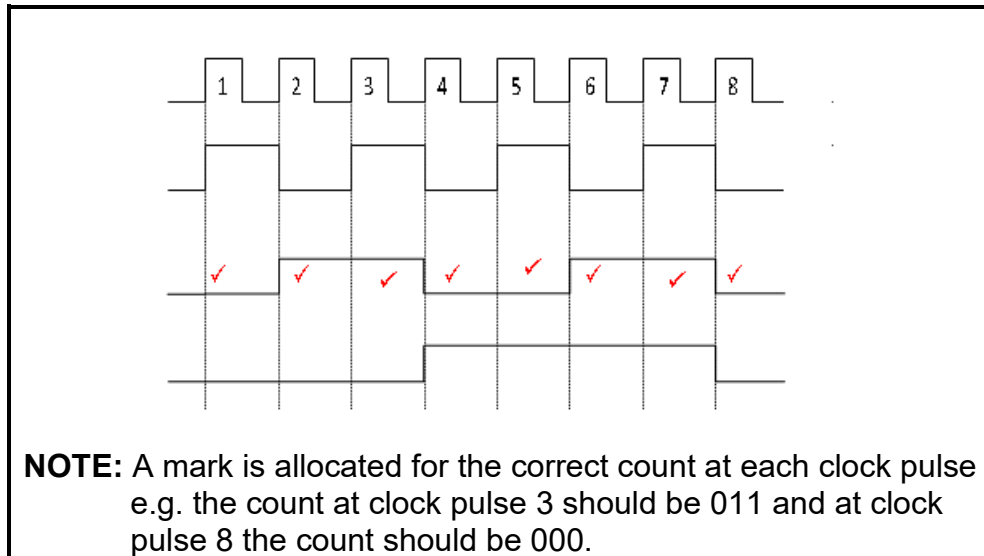 1 2 3 4 5 6 7 8
NOTE: A mark is allocated for the correct count at each clock pulse
e.g. the count at clock pulse 3 should be 011 and at clock
pulse 8 the count should be 000.